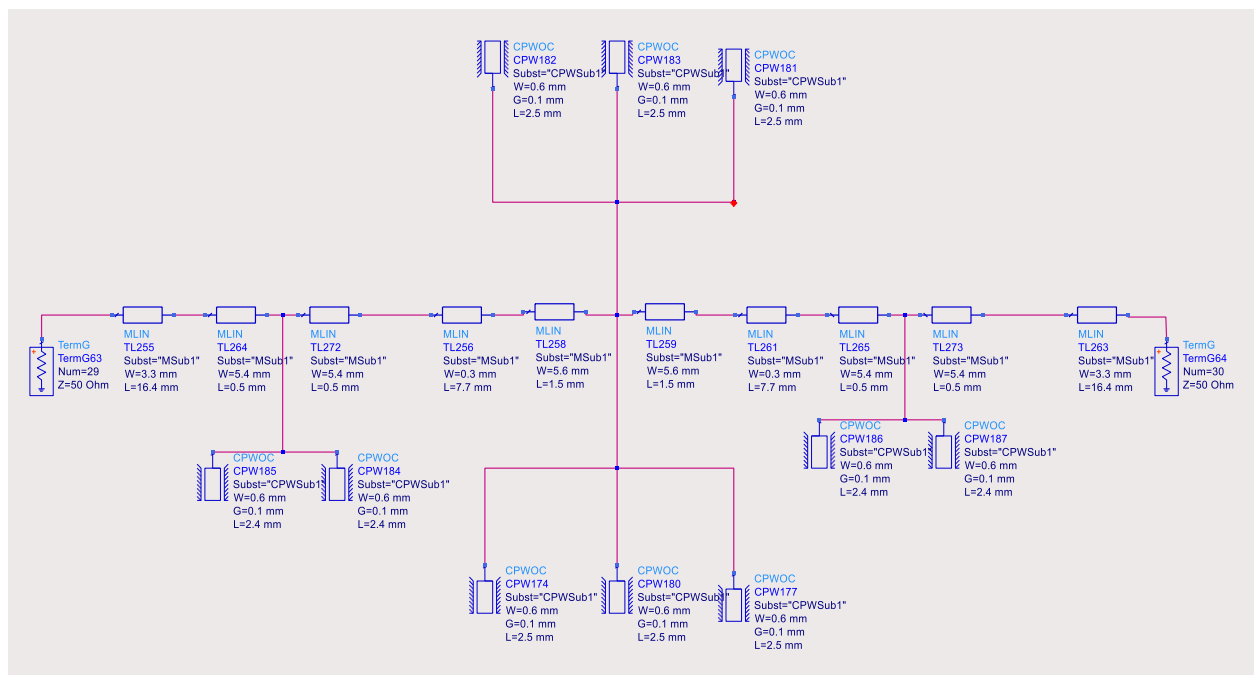 CPWOC
CPW182
Subst="CPWSub1"
W=0.6 mm
G=0.1 mm
L=2.5 mm
CPWOC
CPW183
Subst="CPWSub1"
W=0.6 mm
G=0.1 mm
L=2.5 mm
CPWOC
CPW181
Subst="CPWSub1"
W=0.6 mm
G=0.1 mm
L=2.5 mm
TermG
TermG63
Num=29
Z=50 Ohm
MLIN
TL255
Subst="MSub1"
W=3.3 mm
L=16.4 mm
MLIN
TL264
Subst="MSub1"
W=5.4 mm
L=0.5 mm
MLIN
TL272
Subst="MSub1"
W=5.4 mm
L=0.5 mm
MLIN
TL256
Subst="MSub1"
W=0.3 mm
L=7.7 mm
MLIN
TL258
Subst="MSub1"
W=5.6 mm
L=1.5 mm
MLIN
TL259
Subst="MSub1"
W=5.6 mm
L=1.5 mm
MLIN
TL261
Subst="MSub1"
W=0.3 mm
L=7.7 mm
MLIN
TL265
Subst="MSub1"
W=5.4 mm
L=0.5 mm
MLIN
TL273
Subst="MSub1"
W=5.4 mm
L=0.5 mm
MLIN
TL263
Subst="MSub1"
W=3.3 mm
L=16.4 mm
TermG
TermG64
Num=30
Z=50 Ohm
CPWOC
CPW185
Subst="CPWSub1"
W=0.6 mm
G=0.1 mm
L=2.4 mm
CPWOC
CPW184
Subst="CPWSub1"
W=0.6 mm
G=0.1 mm
L=2.4 mm
CPWOC
CPW186
Subst="CPWSub1"
W=0.6 mm
G=0.1 mm
L=2.4 mm
CPWOC
CPW187
Subst="CPWSub1"
W=0.6 mm
G=0.1 mm
L=2.4 mm
CPWOC
CPW174
Subst="CPWSub1"
W=0.6 mm
G=0.1 mm
L=2.5 mm
CPWOC
CPW180
Subst="CPWSub1"
W=0.6 mm
G=0.1 mm
L=2.5 mm
CPWOC
CPW177
Subst="CPWSub1"
W=0.6 mm
G=0.1 mm
L=2.5 mm